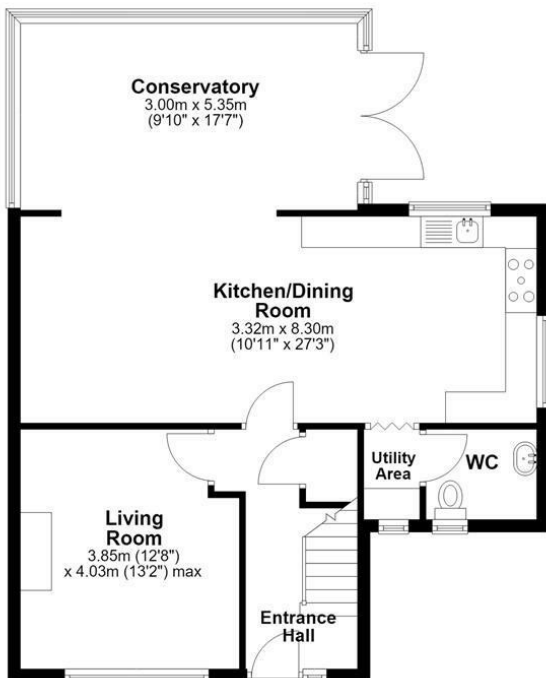 Conservatory
3.00m x 5.35m
(9'10" x 17'7")
Kitchen/Dining
Room
3.32m x 8.30m
(10'11" x 27'3")
Utility
Area
WC
Living
Room
3.85m (12'8")
x 4.03m (13'2") max
Entrance
Hall